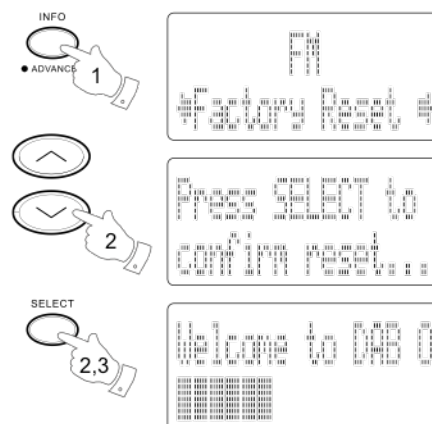 INFO
● ADVANCE
1
FM
Factory Reset
2
Press SELECT to
confirm reset...
SELECT
2,3
Welcome to DAB